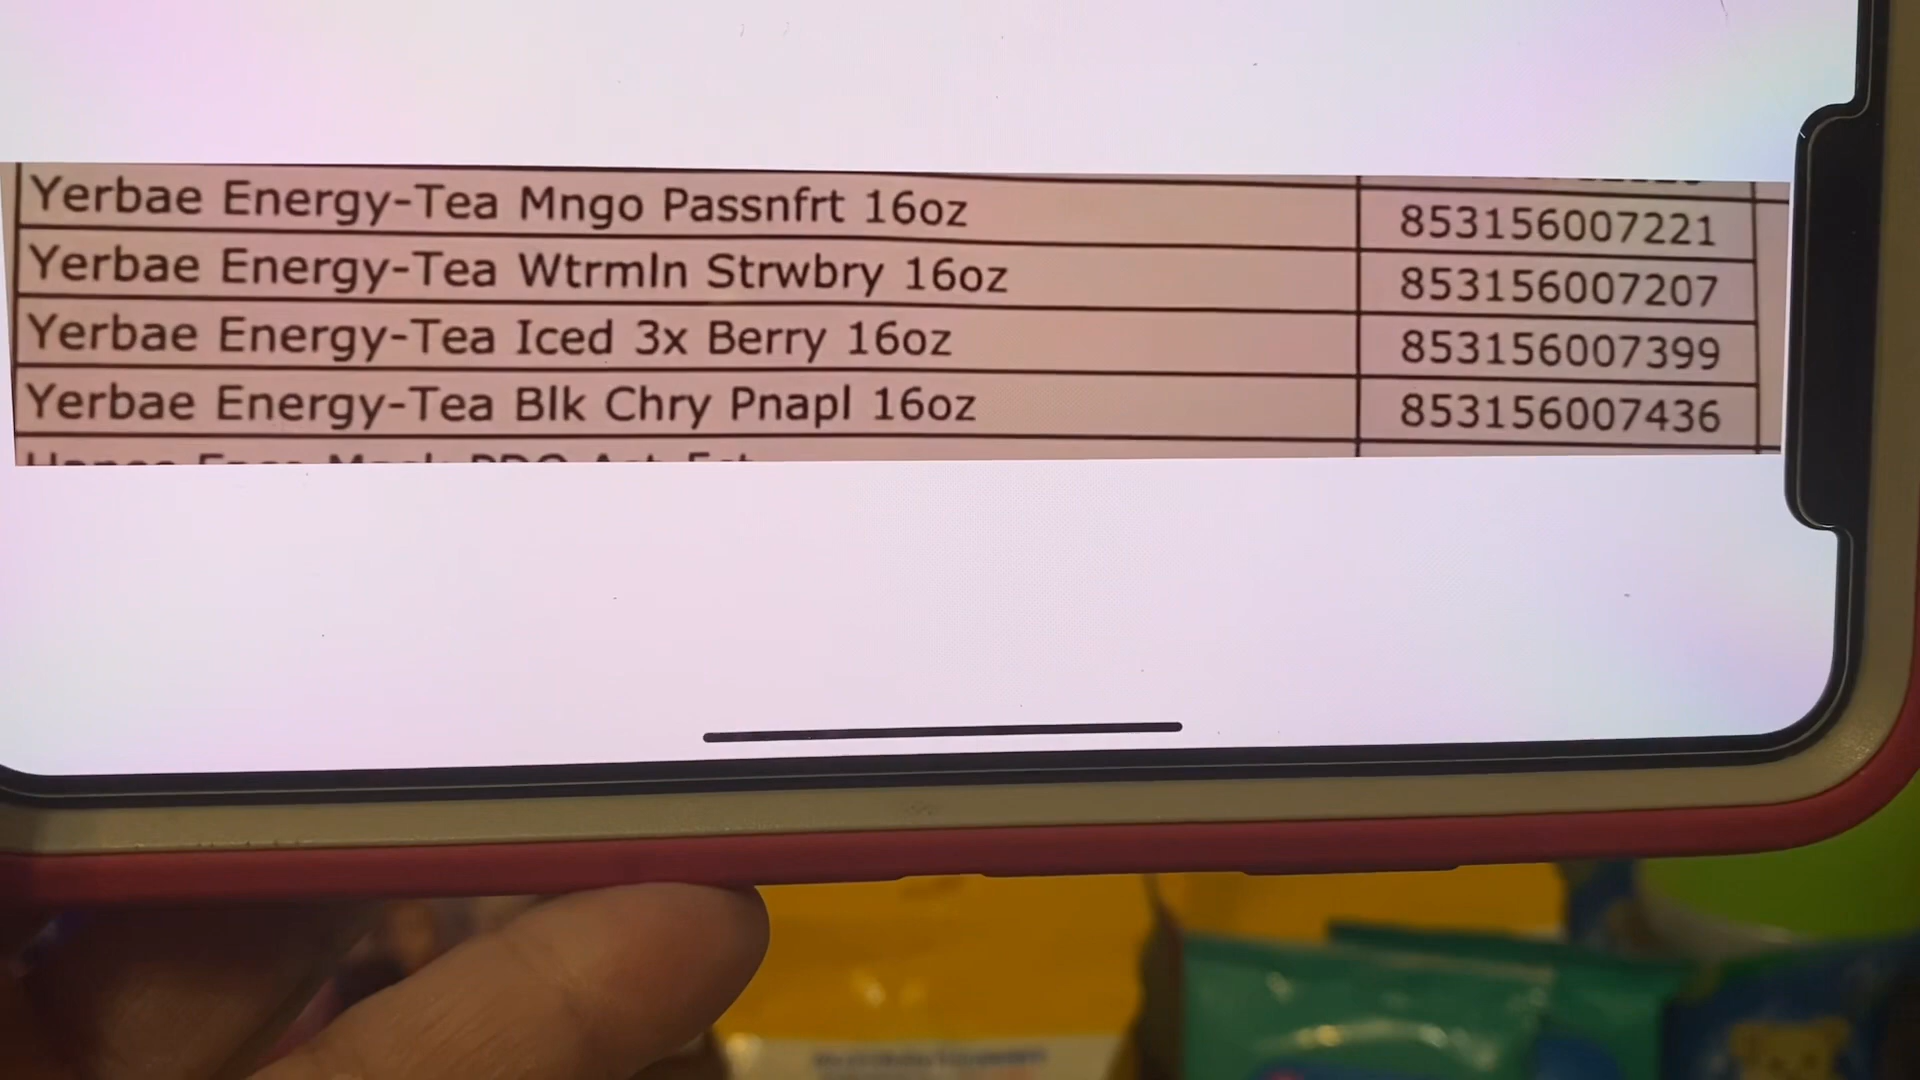 Yerbae Energy-Tea Mngo Passnfrt 16oz 853156007221
Yerbae Energy-Tea Wtrmln Strwbry 16oz 853156007207
Yerbae Energy-Tea Iced 3x Berry 16oz 853156007399
Yerbae Energy-Tea Blk Chry Pnapl 16oz 853156007436